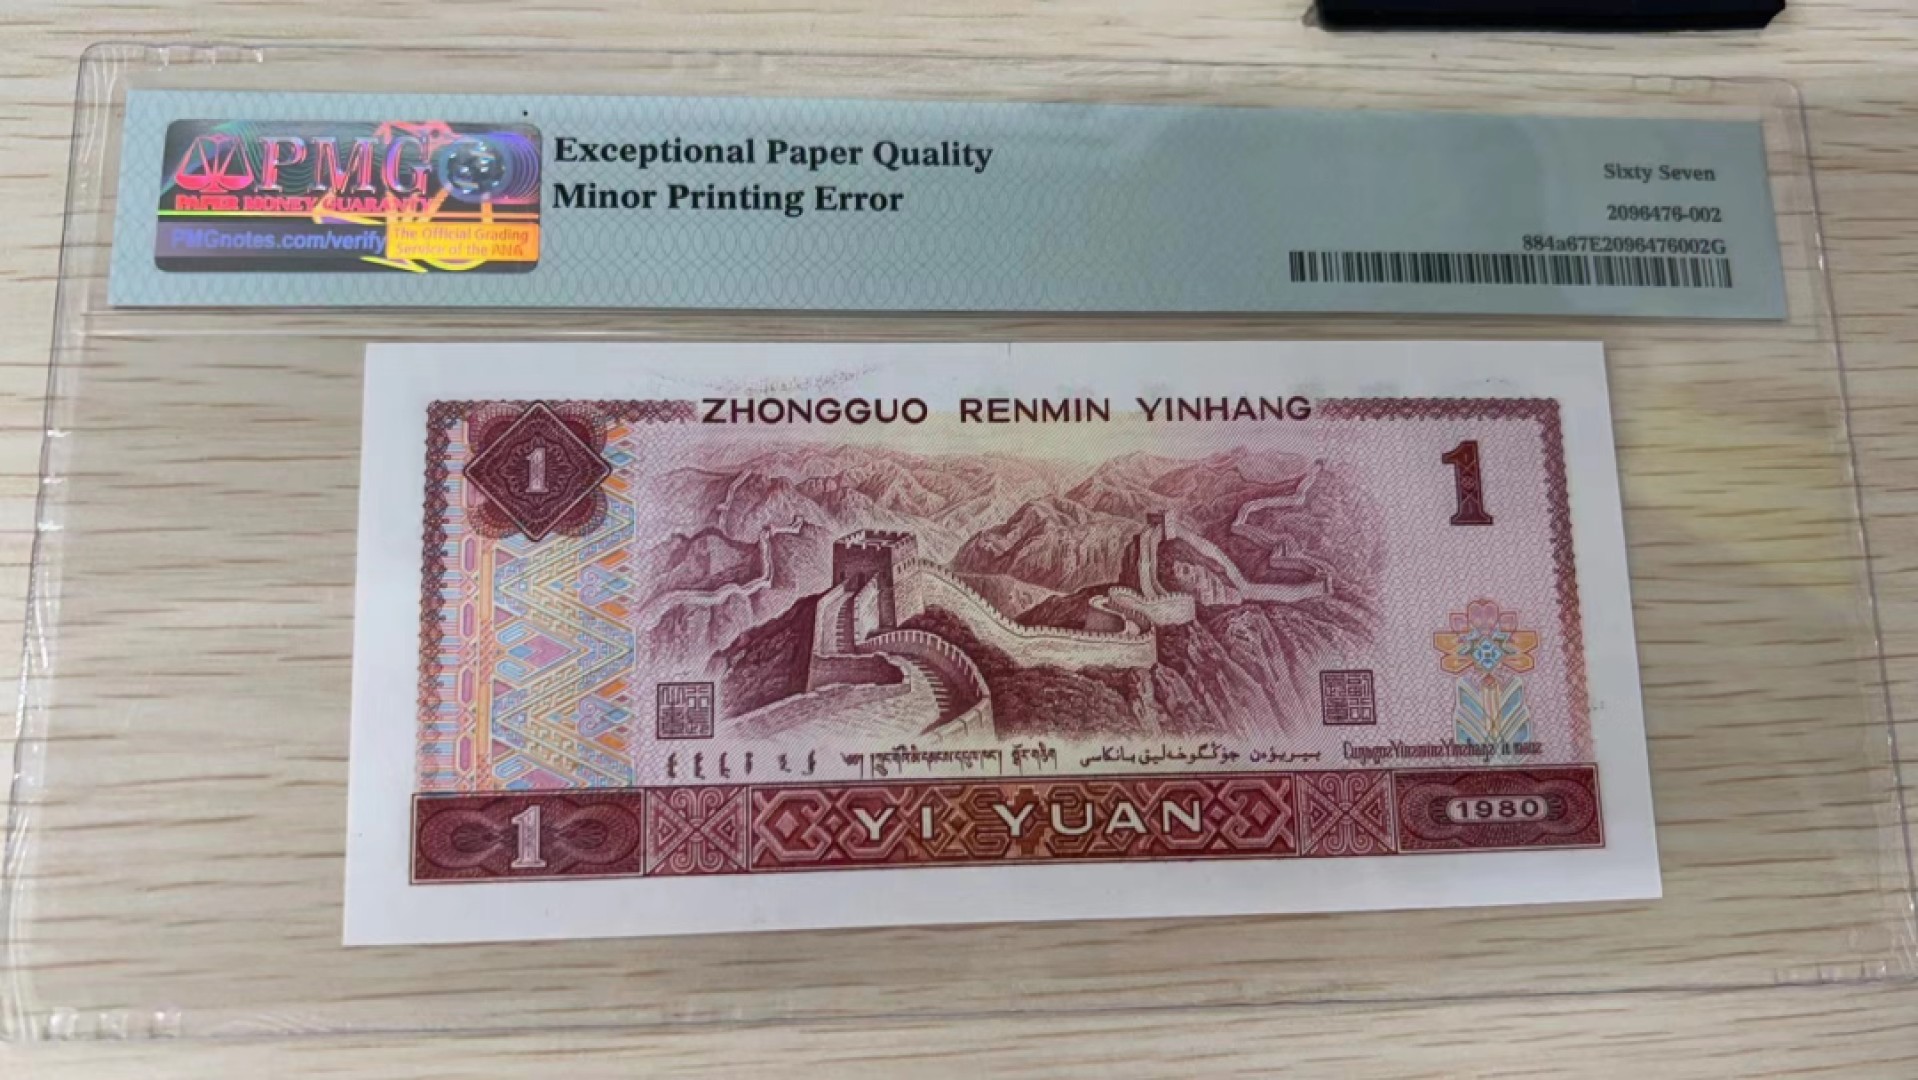 PMG
PAPER MONEY GUARANTY
PMGnotes.com/verify
The Official Grading
Service of the ANA
Exceptional Paper Quality
Minor Printing Error
Sixty Seven
2096476-002
884a67E2096476002G
ZHONGGUO RENMIN YINHANG
1
1
1
YI YUAN
1980